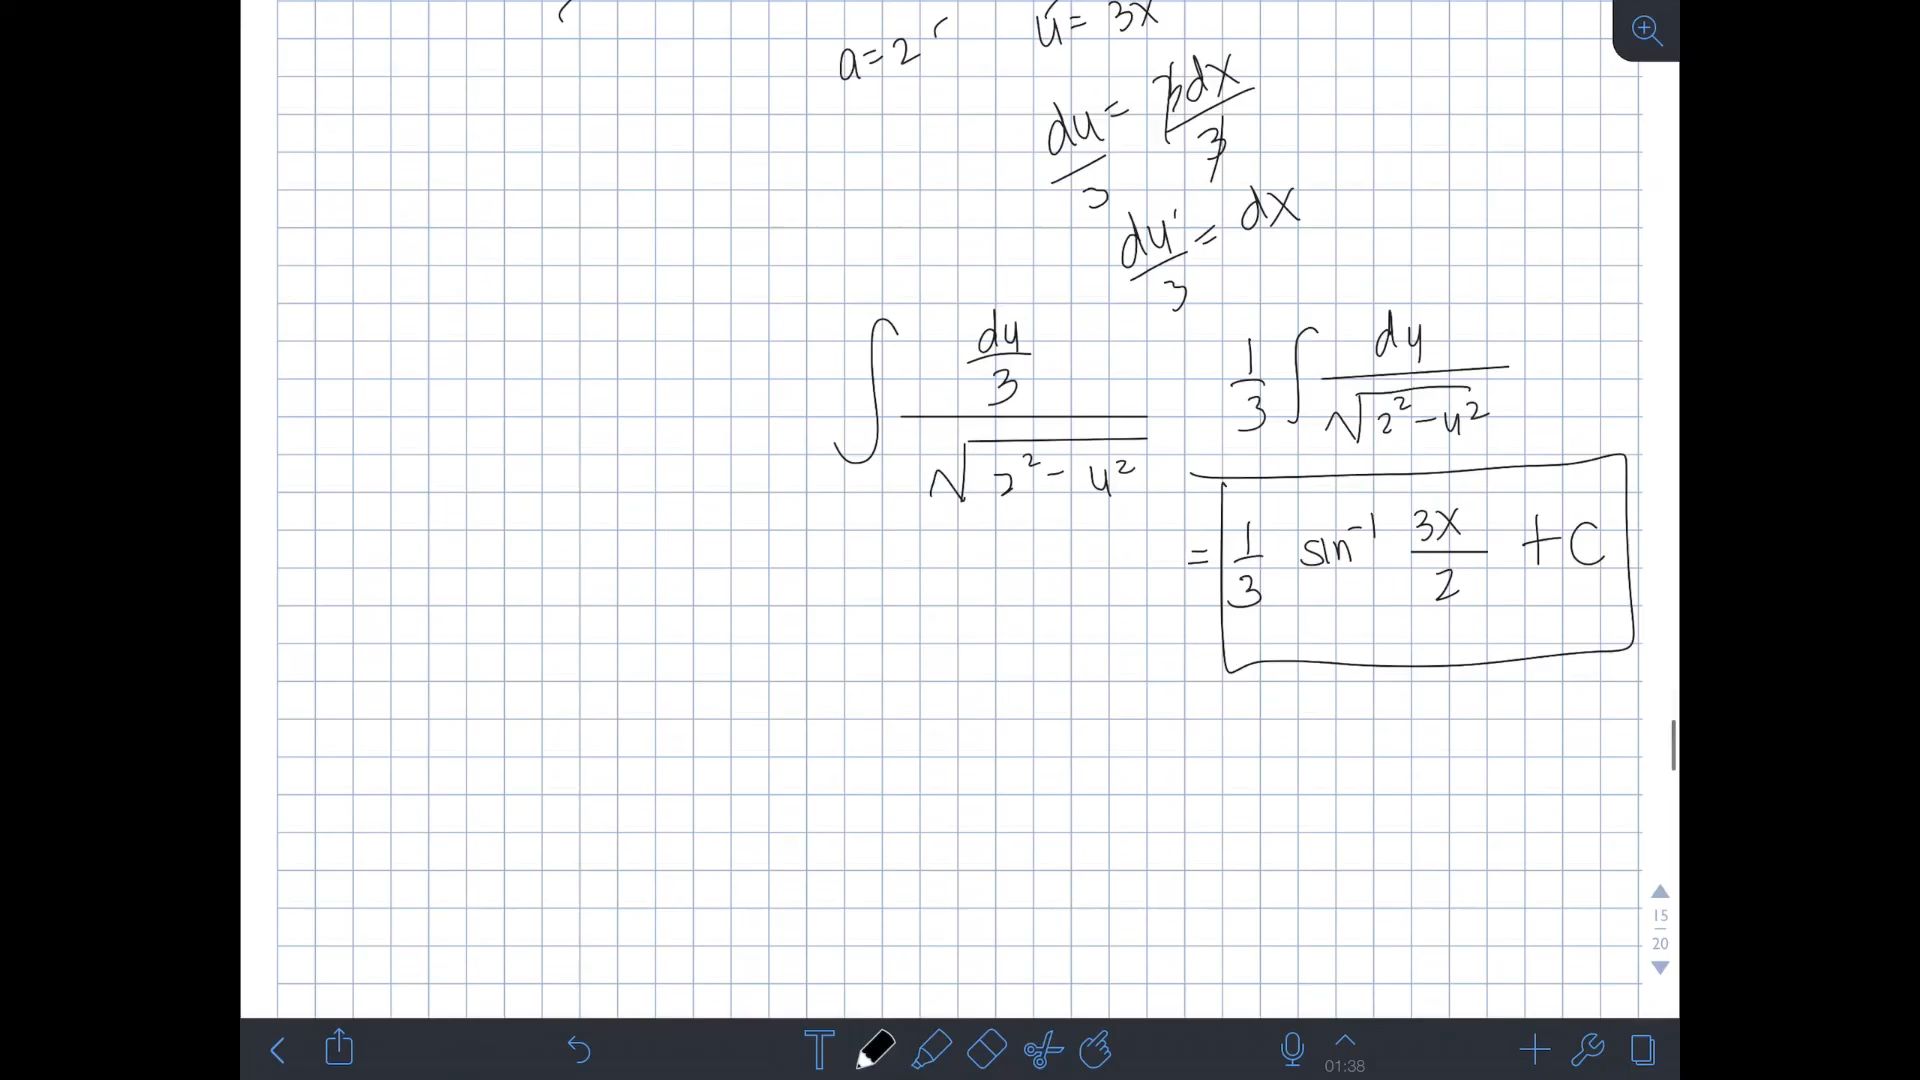 a=2 u= 3x
du/3 = 3dx/3
du/3 = dx
∫ (du/3)/√(2² - u²) 1/3 ∫ du/√(2² - u²)
= 1/3 sin⁻¹ 3x/2 + C
15
20
T
01:38